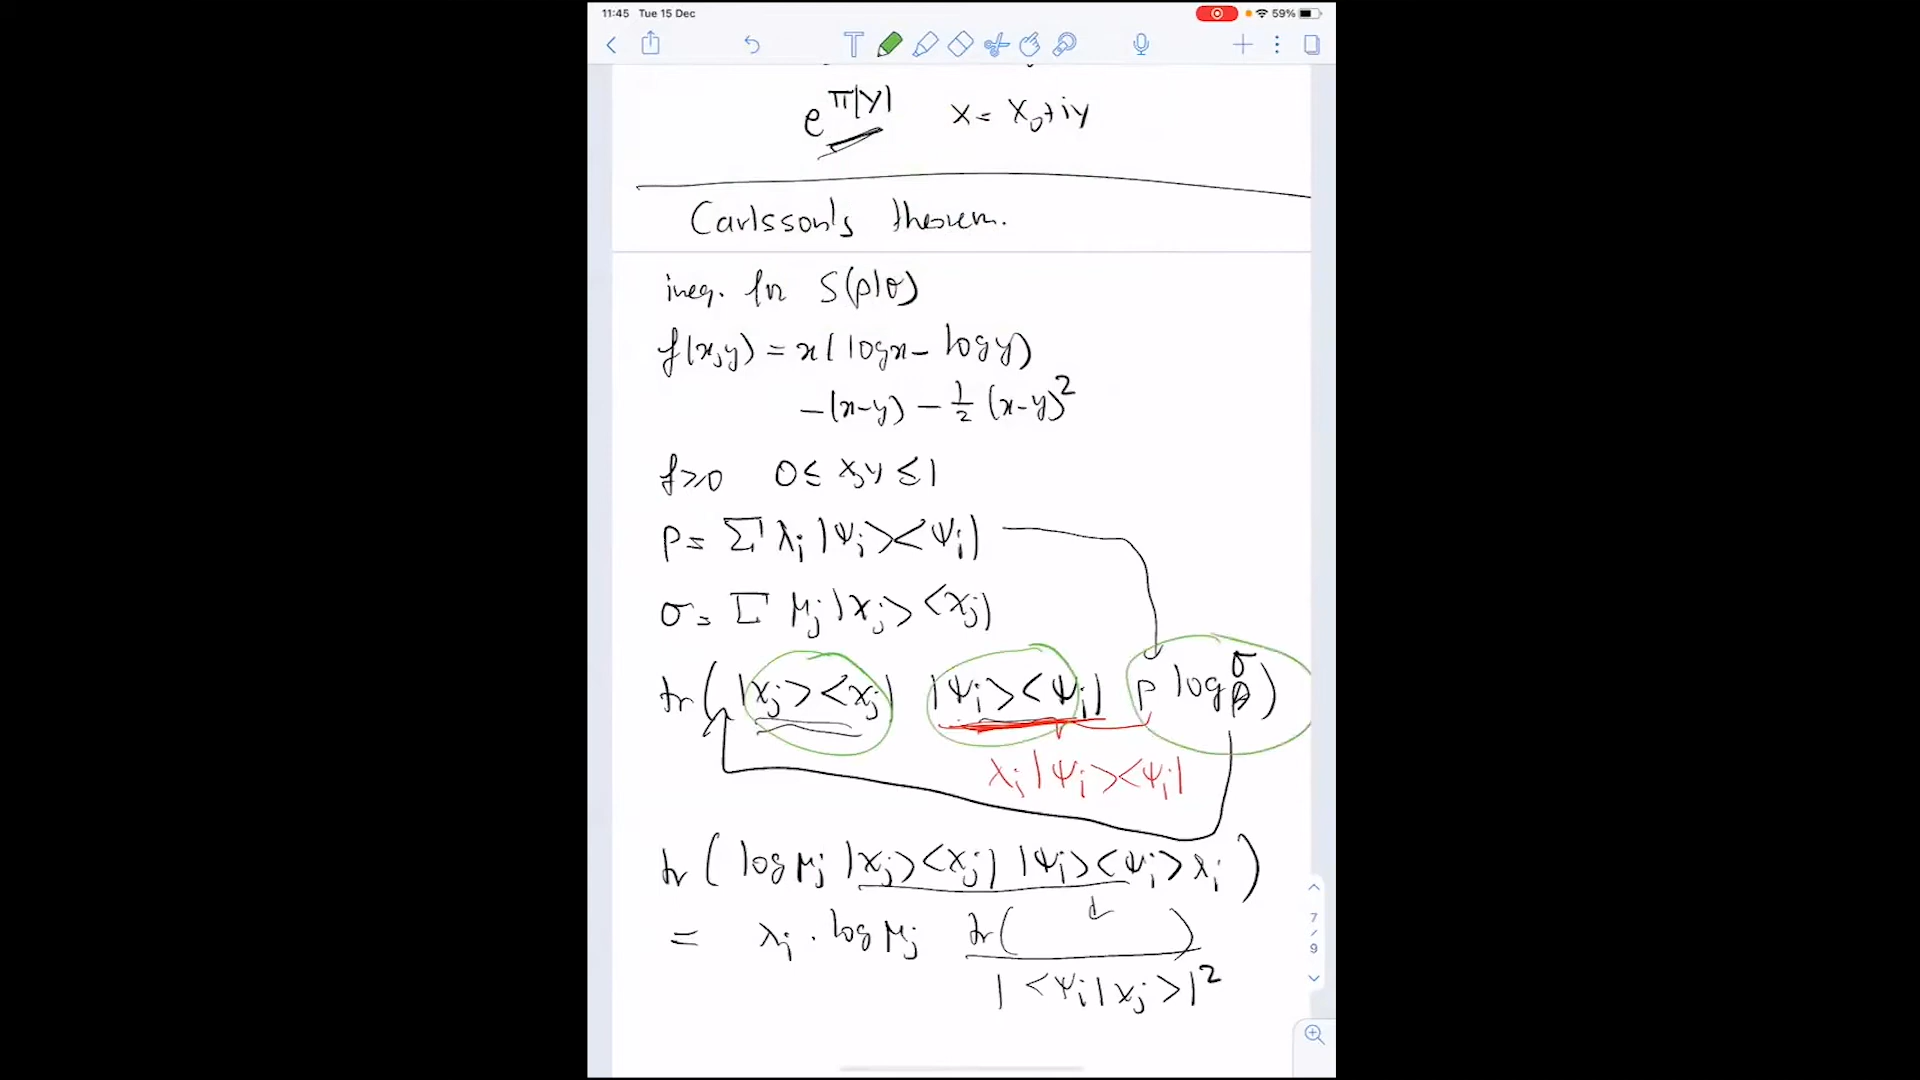 11:45 Tue 15 Dec 59%
T
e^{π|y|} x = x₀+iy
Carlsson's theorem.
ineq. for S(ρ|σ)
f(x,y) = x(log x - log y)
-(x-y) - 1/2 (x-y)²
f≥0 0≤ x,y ≤1
ρ = Σ λᵢ |Ψᵢ><Ψᵢ|
σ = Σ μⱼ |χⱼ> <χⱼ|
tr( |χⱼ> <χⱼ| |Ψᵢ> <Ψᵢ| ρ log σ )
λᵢ |Ψᵢ><Ψᵢ|
tr ( log μⱼ |χⱼ> <χⱼ| |Ψᵢ> <Ψᵢ> λᵢ )
= λᵢ · log μⱼ tr( )
| <Ψᵢ | χⱼ> |²
7
/
9